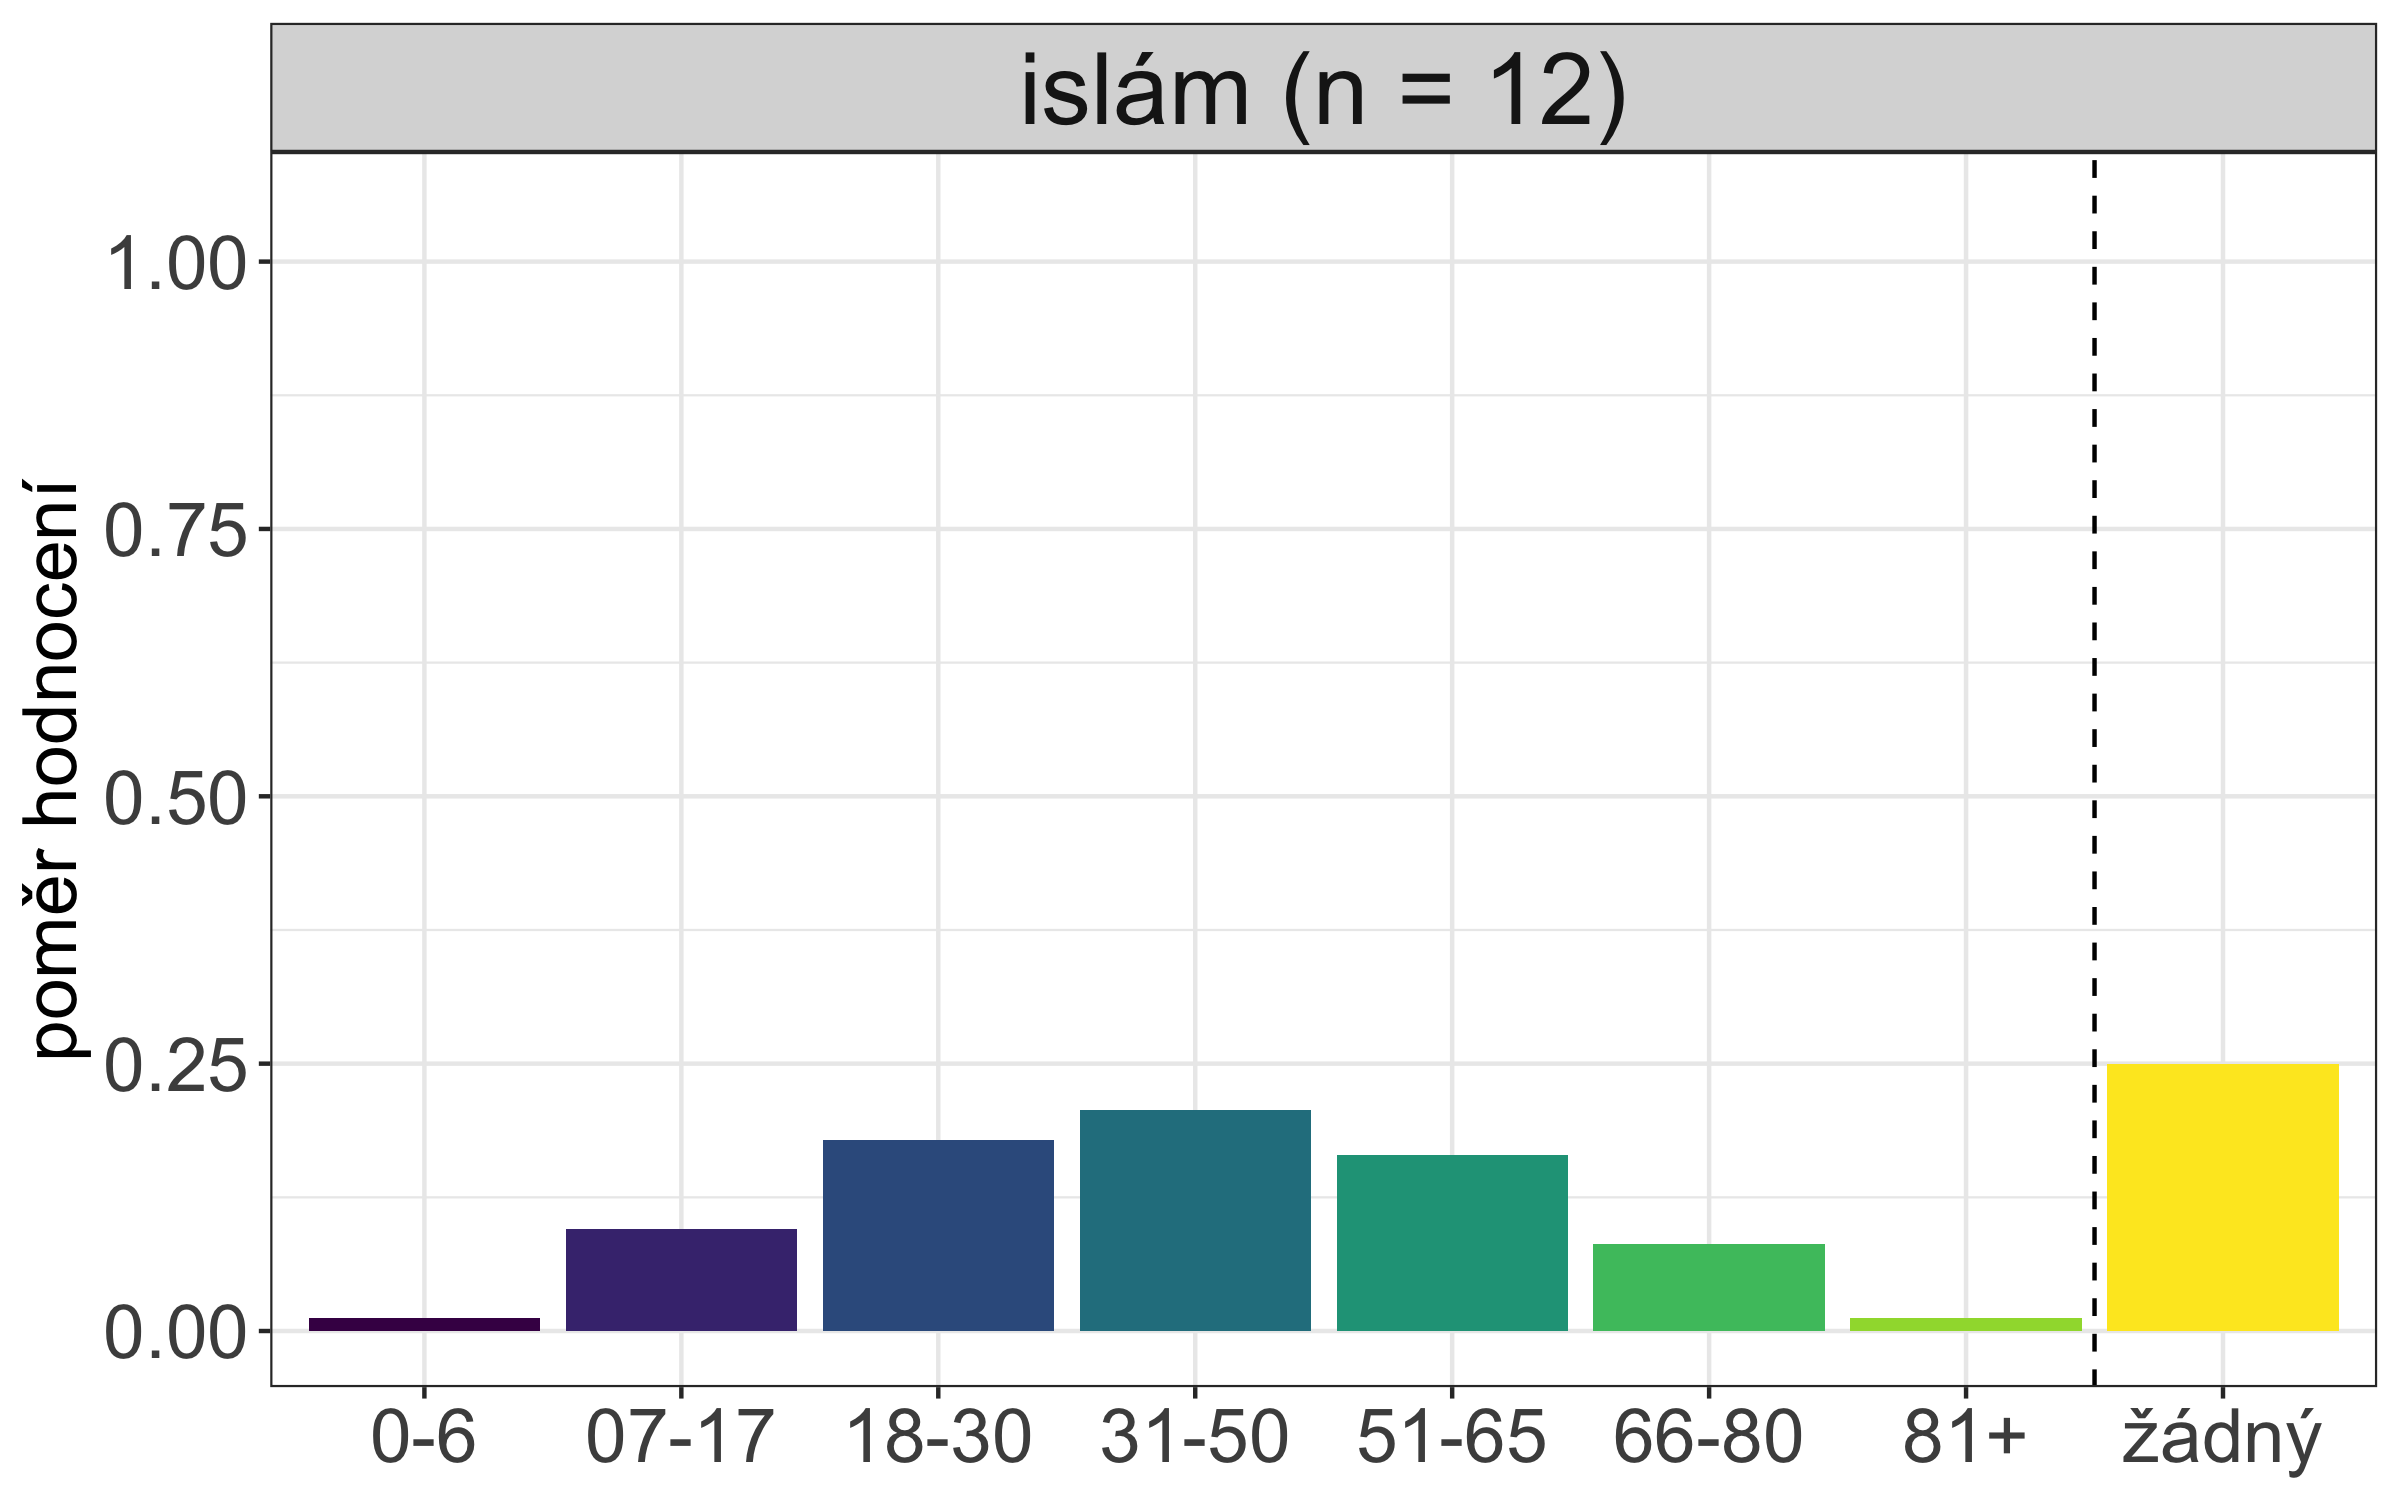 islám (n = 12)
poměr hodnocení
1.00
0.75
0.50
0.25
0.00
0-6 07-17 18-30 31-50 51-65 66-80 81+ žádný